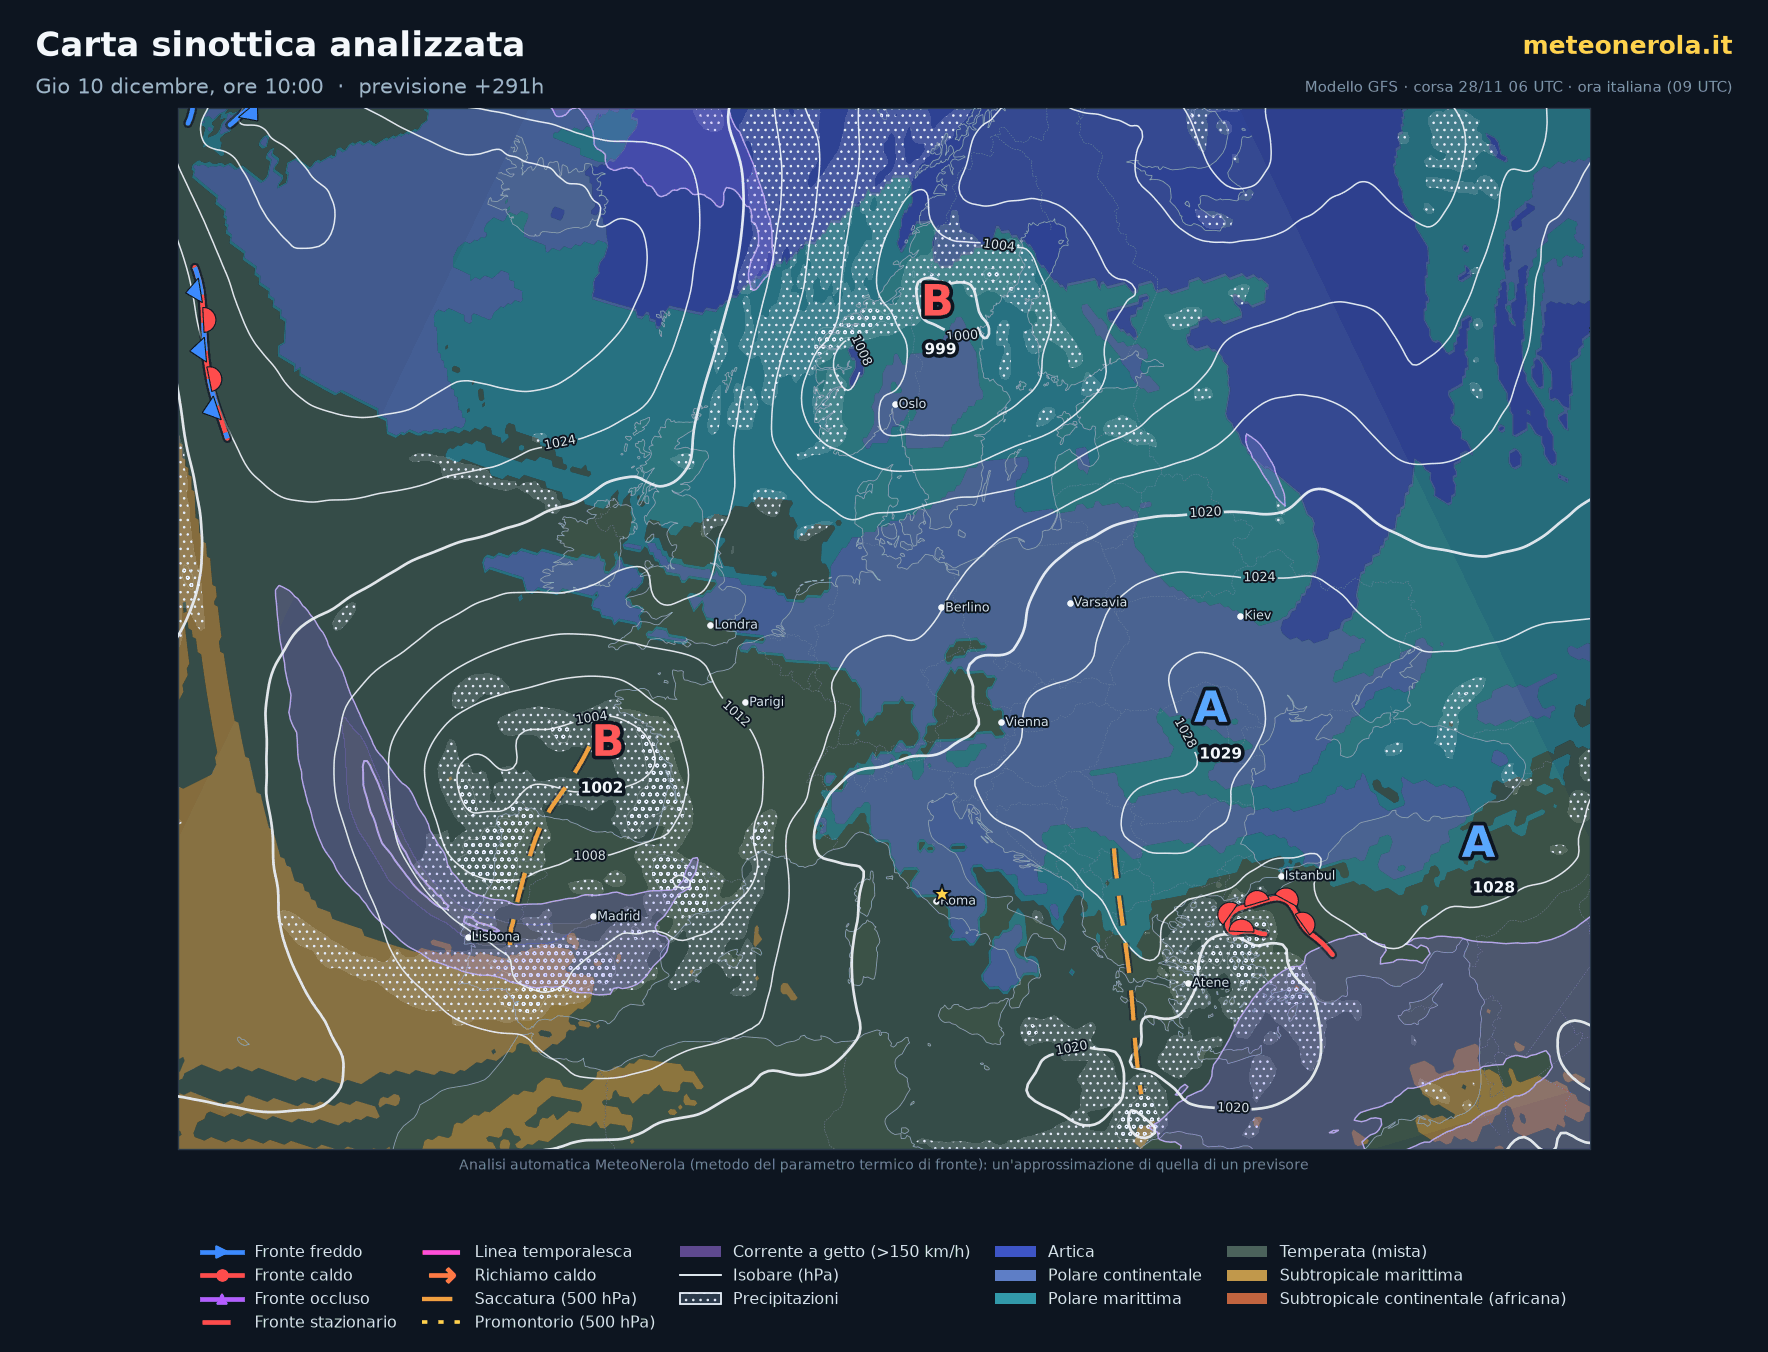 Carta sinottica analizzata
meteonerola.it
Gio 10 dicembre, ore 10:00 · previsione +291h
Modello GFS · corsa 28/11 06 UTC · ora italiana (09 UTC)
1004
B
1000
999
1008
Oslo
1024
1020
1024
Berlino
Varsavia
Kiev
Londra
Parigi
1012
1004
B
1002
Vienna
A
1028
1029
A
1028
1008
Istanbul
Roma
Madrid
Lisbona
Atene
1020
1020
Analisi automatica MeteoNerola (metodo del parametro termico di fronte): un'approssimazione di quella di un previsore
Fronte freddo
Fronte caldo
Fronte occluso
Fronte stazionario
Linea temporalesca
Richiamo caldo
Saccatura (500 hPa)
Promontorio (500 hPa)
Corrente a getto (>150 km/h)
Isobare (hPa)
Precipitazioni
Artica
Polare continentale
Polare marittima
Temperata (mista)
Subtropicale marittima
Subtropicale continentale (africana)